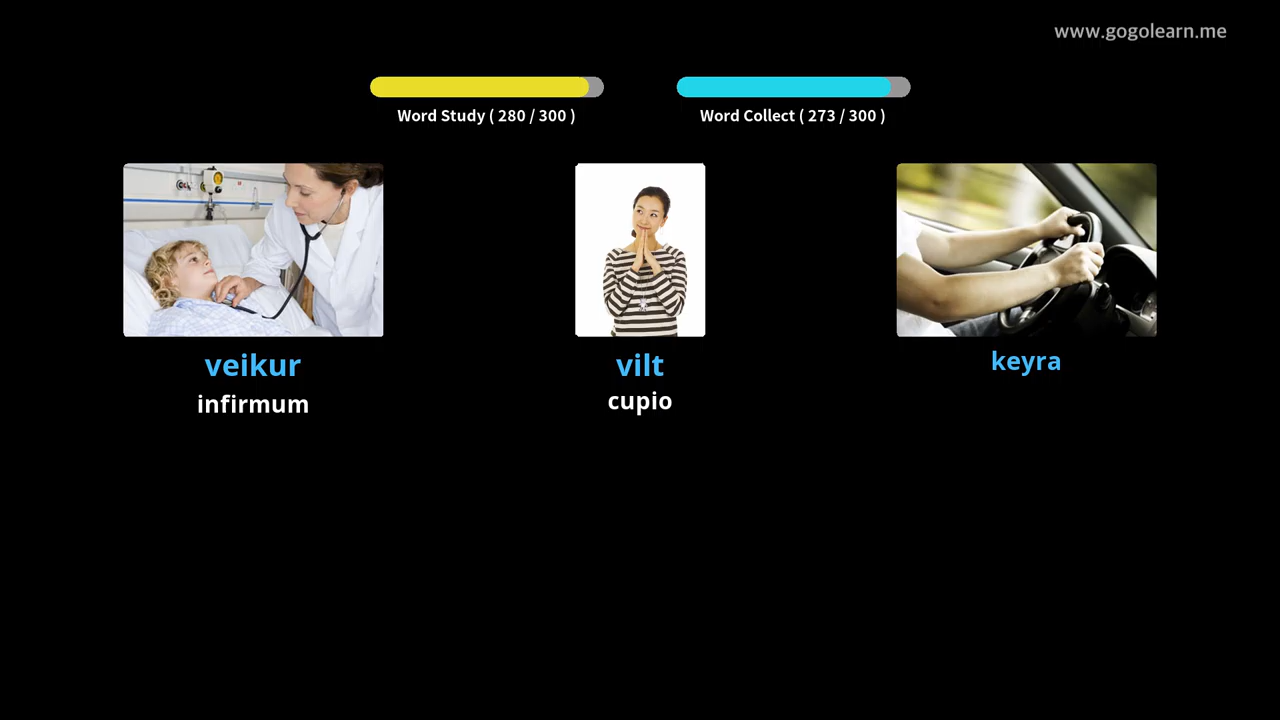 www.gogolearn.me
Word Study ( 280 / 300 )
Word Collect ( 273 / 300 )
veikur
infirmum
vilt
cupio
keyra